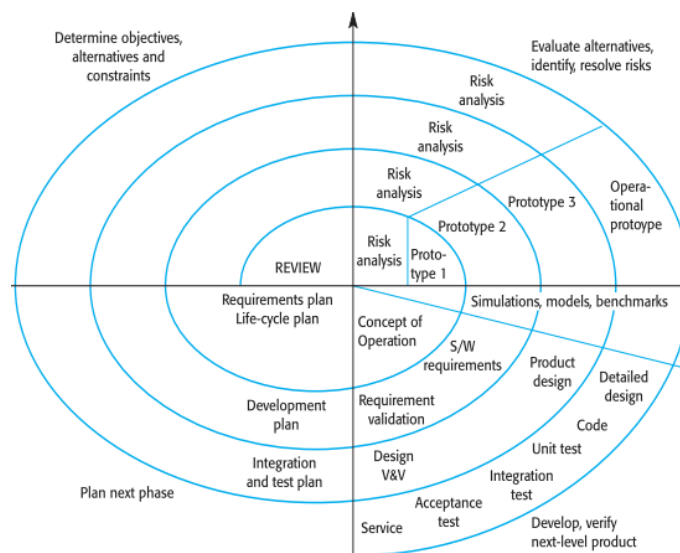 Determine objectives,
alternatives and
constraints
Evaluate alternatives,
identify, resolve risks
Risk
analysis
Risk
analysis
Risk
analysis
Risk
analysis
Proto-
type 1
Prototype 2
Prototype 3
Opera-
tional
protoype
REVIEW
Requirements plan
Life-cycle plan
Simulations, models, benchmarks
Concept of
Operation
S/W
requirements
Product
design
Detailed
design
Development
plan
Requirement
validation
Code
Unit test
Integration
and test plan
Design
V&V
Integration
test
Plan next phase
Acceptance
test
Service
Develop, verify
next-level product